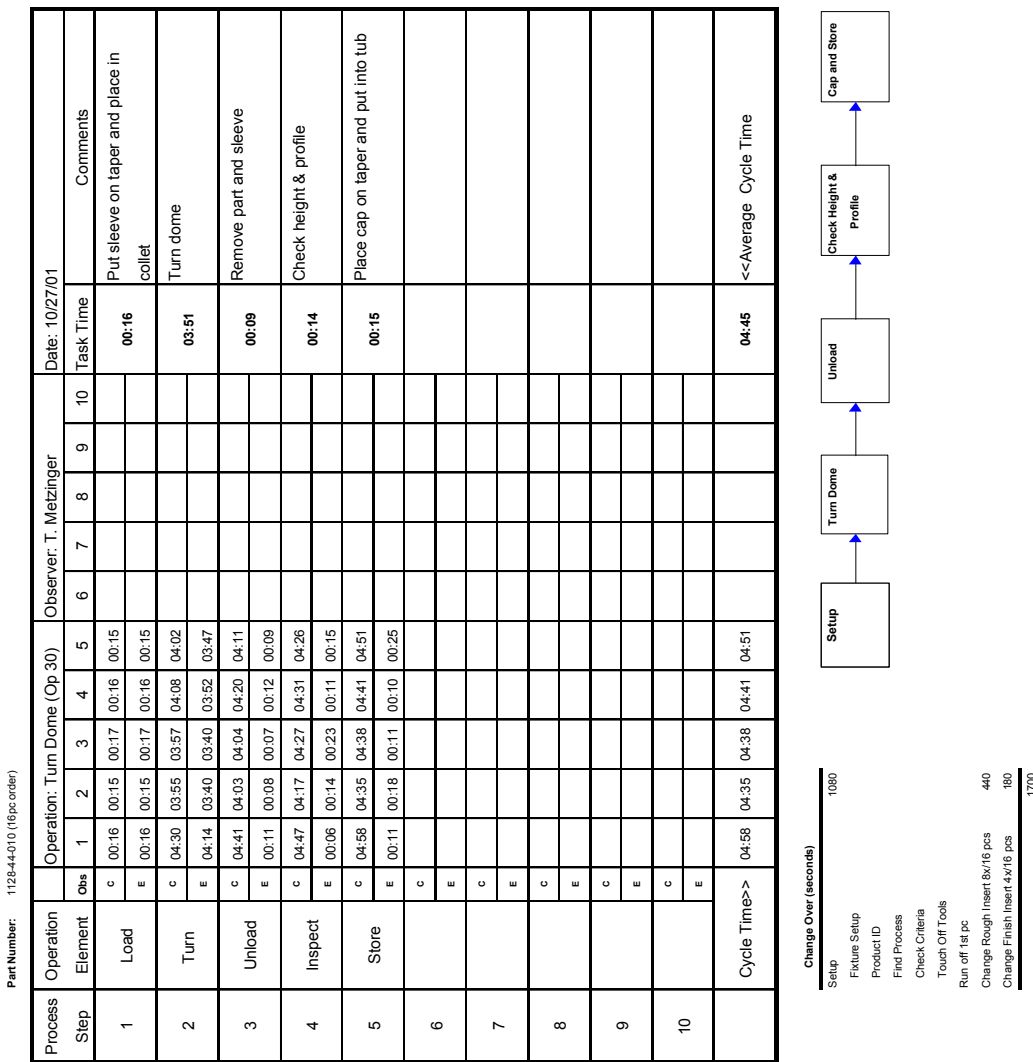 Part Number: 1128-44-010 (16pc order)
Process Operation Operation: Turn Dome (Op 30) Observer: T. Metzinger Date: 10/27/01
Step Element Obs 1 2 3 4 5 6 7 8 9 10 Task Time Comments
1 Load C 00:16 00:15 00:17 00:16 00:15 00:16 Put sleeve on taper and place in
E 00:16 00:15 00:17 00:16 00:15 collet
2 Turn C 04:30 03:55 03:57 04:08 04:02 03:51 Turn dome
E 04:14 03:40 03:40 03:52 03:47
3 Unload C 04:41 04:03 04:04 04:20 04:11 00:09 Remove part and sleeve
E 00:11 00:08 00:07 00:12 00:09
4 Inspect C 04:47 04:17 04:27 04:31 04:26 00:14 Check height & profile
E 00:06 00:14 00:23 00:11 00:15
5 Store C 04:58 04:35 04:38 04:41 04:51 00:15 Place cap on taper and put into tub
E 00:11 00:18 00:11 00:10 00:25
6 C
E
7 C
E
8 C
E
9 C
E
10 C
E
Cycle Time>> 04:58 04:35 04:38 04:41 04:51 04:45 <<Average Cycle Time
Change Over (seconds)
Setup 1080
Fixture Setup
Product ID
Find Process
Check Criteria
Touch Off Tools
Run off 1st pc
Change Rough Insert 8x/16 pcs 440
Change Finish Insert 4x/16 pcs 180
1700
Setup
Turn Dome
Unload
Check Height &
Profile
Cap and Store